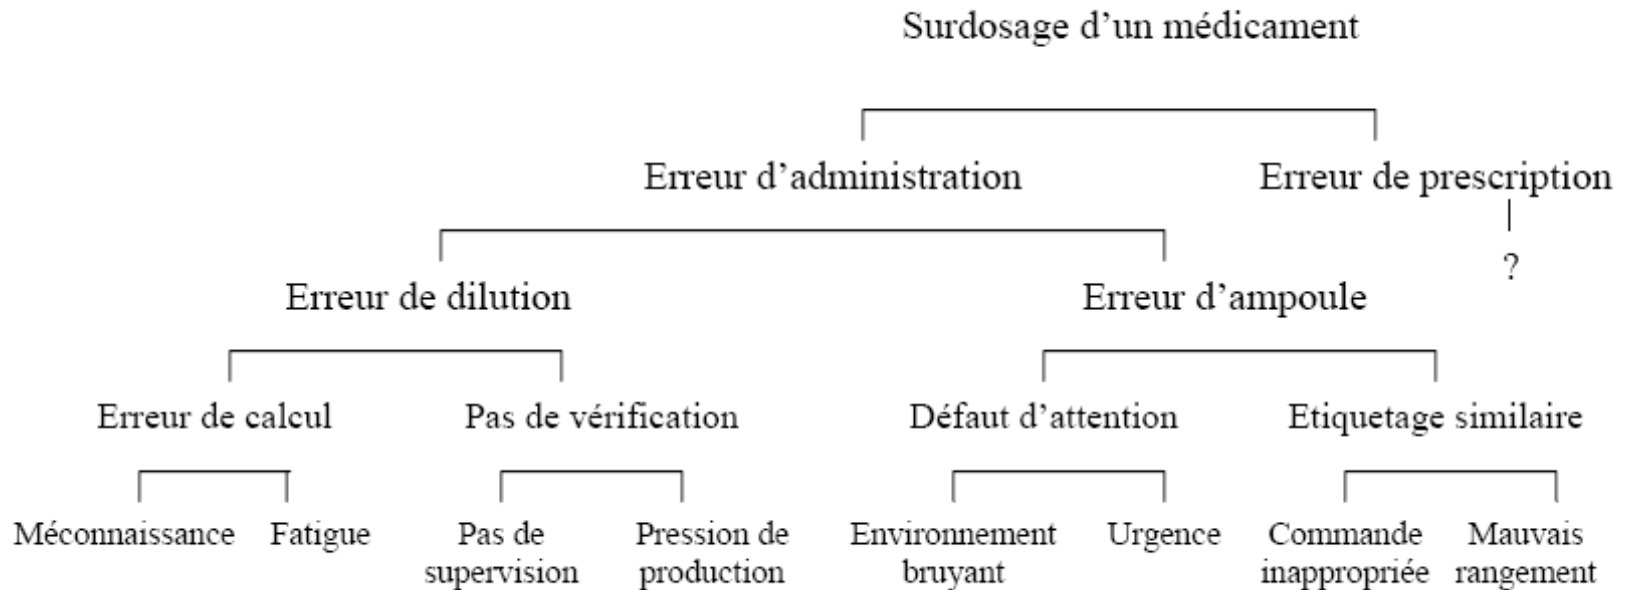 Surdosage d’un médicament
Erreur d’administration
Erreur de prescription
?
Erreur de dilution
Erreur d’ampoule
Erreur de calcul
Pas de vérification
Défaut d’attention
Etiquetage similaire
Méconnaissance
Fatigue
Pas de
supervision
Pression de
production
Environnement
bruyant
Urgence
Commande
inappropriée
Mauvais
rangement